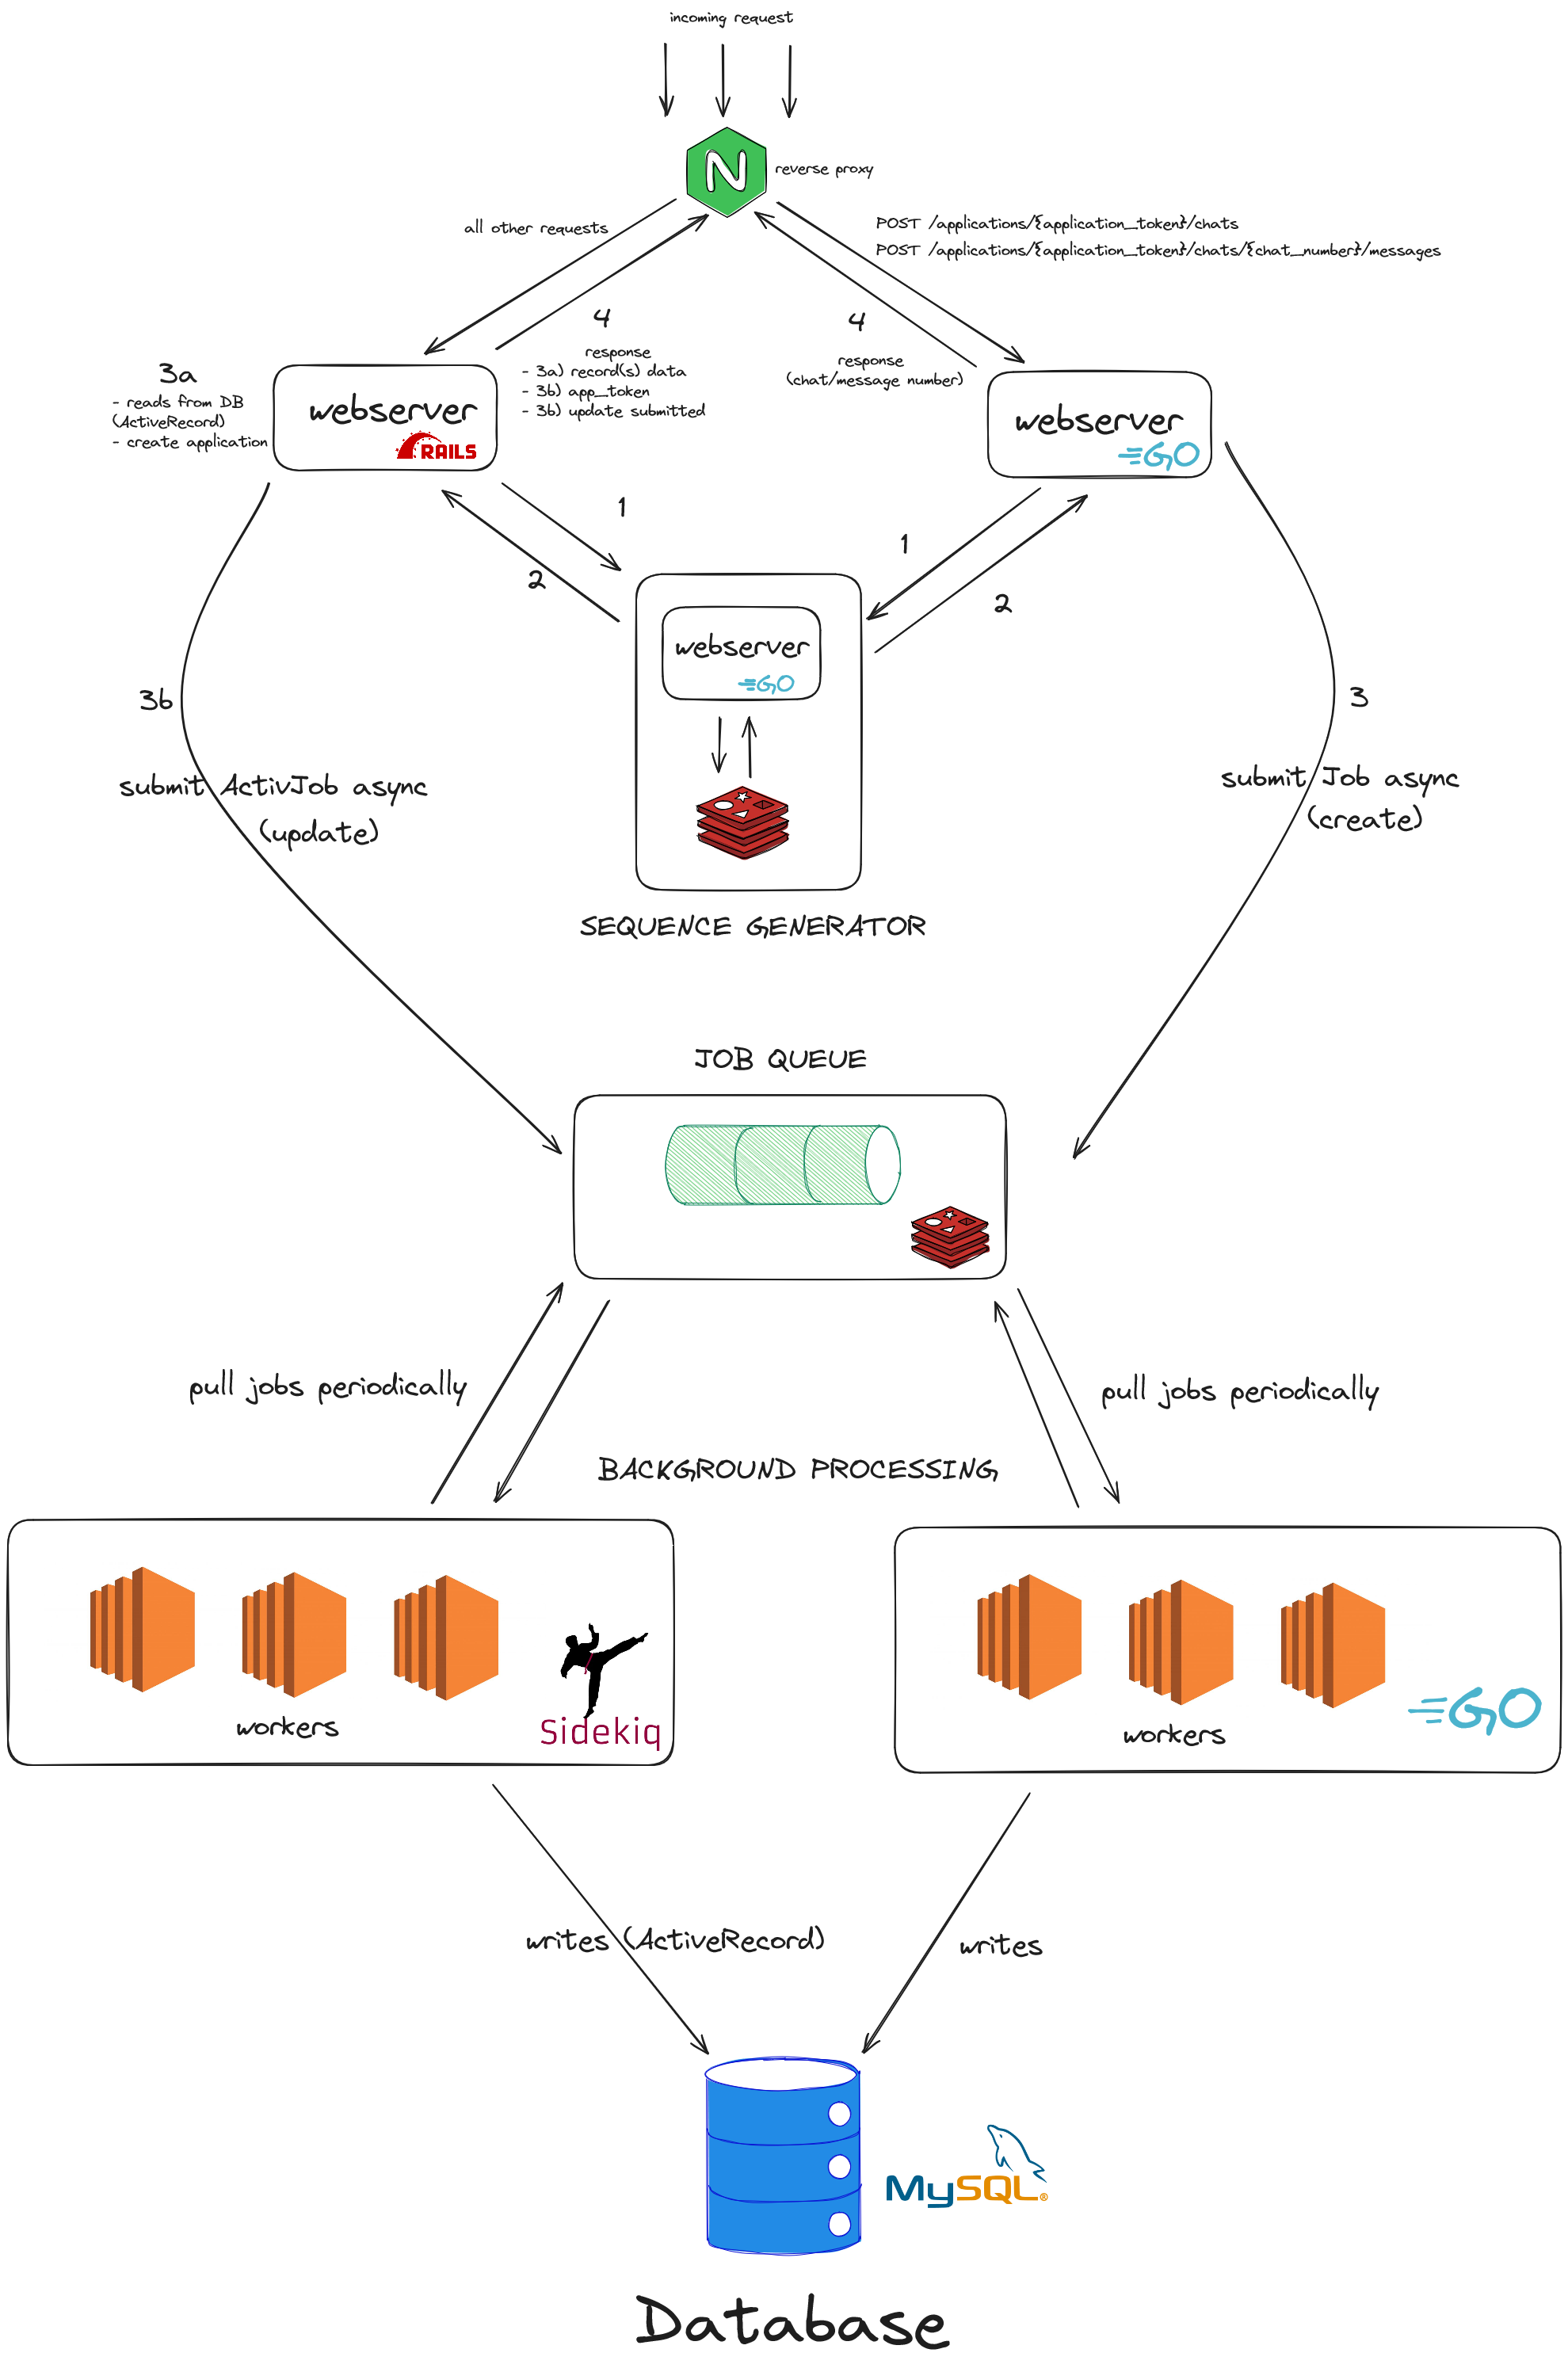 incoming request
N
reverse proxy
all other requests
POST /applications/{application_token}/chats
POST /applications/{application_token}/chats/{chat_number}/messages
4
response
- 3a) record(s) data
- 3b) app_token
- 3b) update submitted
4
response
(chat/message number)
3a
- reads from DB
(ActiveRecord)
- create application
webserver
RAILS
webserver
GO
1
2
1
2
webserver
GO
SEQUENCE GENERATOR
3b
submit ActivJob async
(update)
3
submit Job async
(create)
JOB QUEUE
pull jobs periodically
pull jobs periodically
BACKGROUND PROCESSING
workers
Sidekiq
workers
GO
writes (ActiveRecord)
writes
MySQL®
Database